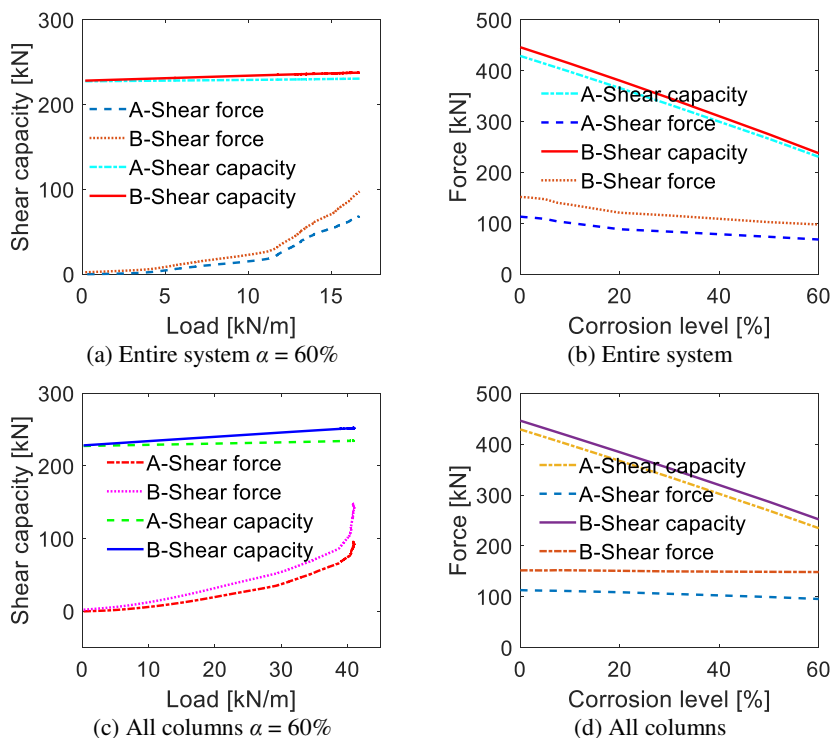 300
200
100
0
0
5
10
15
Shear capacity [kN]
Load [kN/m]
A-Shear force
B-Shear force
A-Shear capacity
B-Shear capacity
(a) Entire system α = 60%
500
400
300
200
100
0
0
20
40
60
Force [kN]
Corrosion level [%]
A-Shear capacity
A-Shear force
B-Shear capacity
B-Shear force
(b) Entire system
300
200
100
0
0
10
20
30
40
Shear capacity [kN]
Load [kN/m]
A-Shear force
B-Shear force
A-Shear capacity
B-Shear capacity
(c) All columns α = 60%
500
400
300
200
100
0
0
20
40
60
Force [kN]
Corrosion level [%]
A-Shear capacity
A-Shear force
B-Shear capacity
B-Shear force
(d) All columns